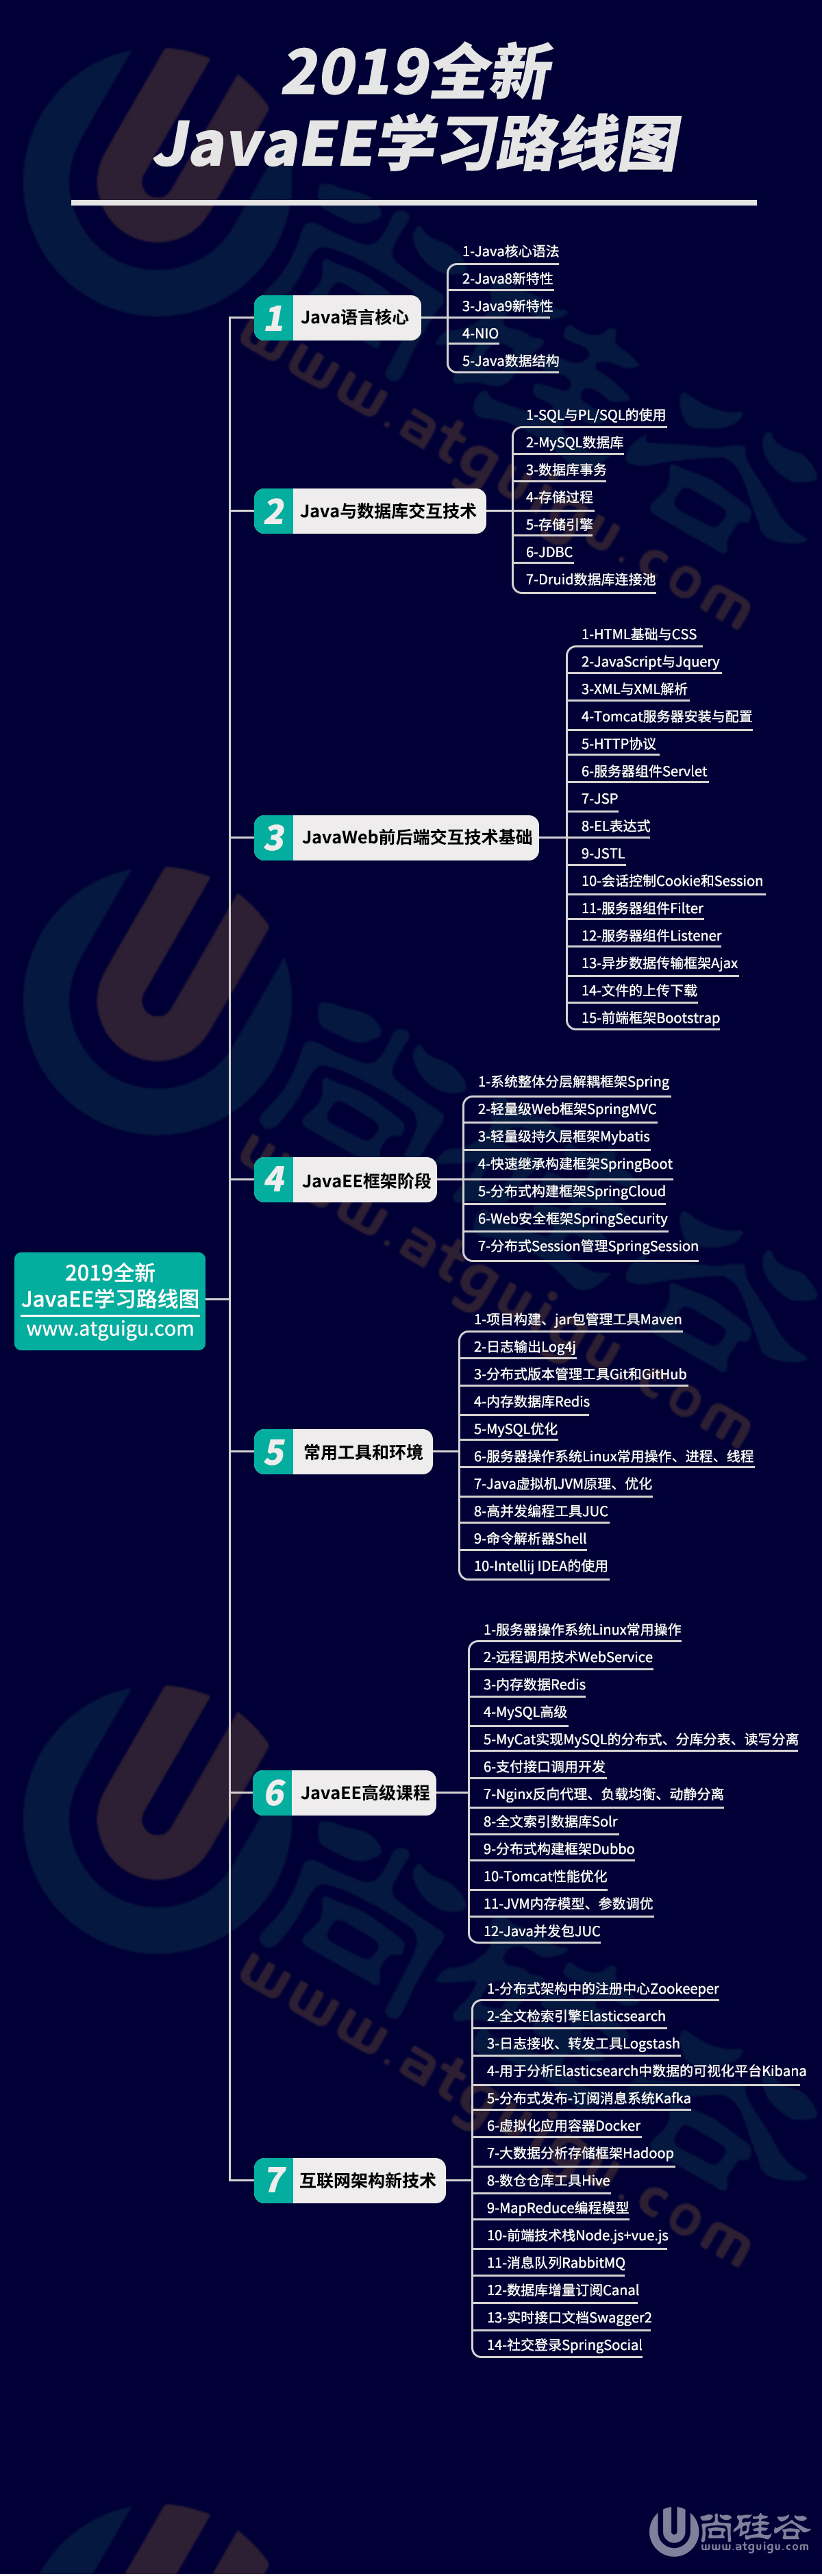 2019全新
JavaEE学习路线图
1-Java核心语法
2-Java8新特性
3-Java9新特性
4-NIO
5-Java数据结构
1 Java语言核心
1-SQL与PL/SQL的使用
2-MySQL数据库
3-数据库事务
4-存储过程
5-存储引擎
6-JDBC
7-Druid数据库连接池
2 Java与数据库交互技术
1-HTML基础与CSS
2-JavaScript与Jquery
3-XML与XML解析
4-Tomcat服务器安装与配置
5-HTTP协议
6-服务器组件Servlet
7-JSP
8-EL表达式
9-JSTL
10-会话控制Cookie和Session
11-服务器组件Filter
12-服务器组件Listener
13-异步数据传输框架Ajax
14-文件的上传下载
15-前端框架Bootstrap
3 JavaWeb前后端交互技术基础
1-系统整体分层解耦框架Spring
2-轻量级Web框架SpringMVC
3-轻量级持久层框架Mybatis
4-快速继承构建框架SpringBoot
5-分布式构建框架SpringCloud
6-Web安全框架SpringSecurity
7-分布式Session管理SpringSession
4 JavaEE框架阶段
2019全新
JavaEE学习路线图
www.atguigu.com
1-项目构建、jar包管理工具Maven
2-日志输出Log4j
3-分布式版本管理工具Git和GitHub
4-内存数据库Redis
5-MySQL优化
6-服务器操作系统Linux常用操作、进程、线程
7-Java虚拟机JVM原理、优化
8-高并发编程工具JUC
9-命令解析器Shell
10-Intellij IDEA的使用
5 常用工具和环境
1-服务器操作系统Linux常用操作
2-远程调用技术WebService
3-内存数据Redis
4-MySQL高级
5-MyCat实现MySQL的分布式、分库分表、读写分离
6-支付接口调用开发
7-Nginx反向代理、负载均衡、动静分离
8-全文索引数据库Solr
9-分布式构建框架Dubbo
10-Tomcat性能优化
11-JVM内存模型、参数调优
12-Java并发包JUC
6 JavaEE高级课程
1-分布式架构中的注册中心Zookeeper
2-全文检索引擎Elasticsearch
3-日志接收、转发工具Logstash
4-用于分析Elasticsearch中数据的可视化平台Kibana
5-分布式发布-订阅消息系统Kafka
6-虚拟化应用容器Docker
7-大数据分析存储框架Hadoop
8-数仓仓库工具Hive
9-MapReduce编程模型
10-前端技术栈Node.js+vue.js
11-消息队列RabbitMQ
12-数据库增量订阅Canal
13-实时接口文档Swagger2
14-社交登录SpringSocial
7 互联网架构新技术
尚硅谷
www.atguigu.com
尚硅谷
www.atguigu.com
尚硅谷
www.atguigu.com
尚硅谷
www.atguigu.com